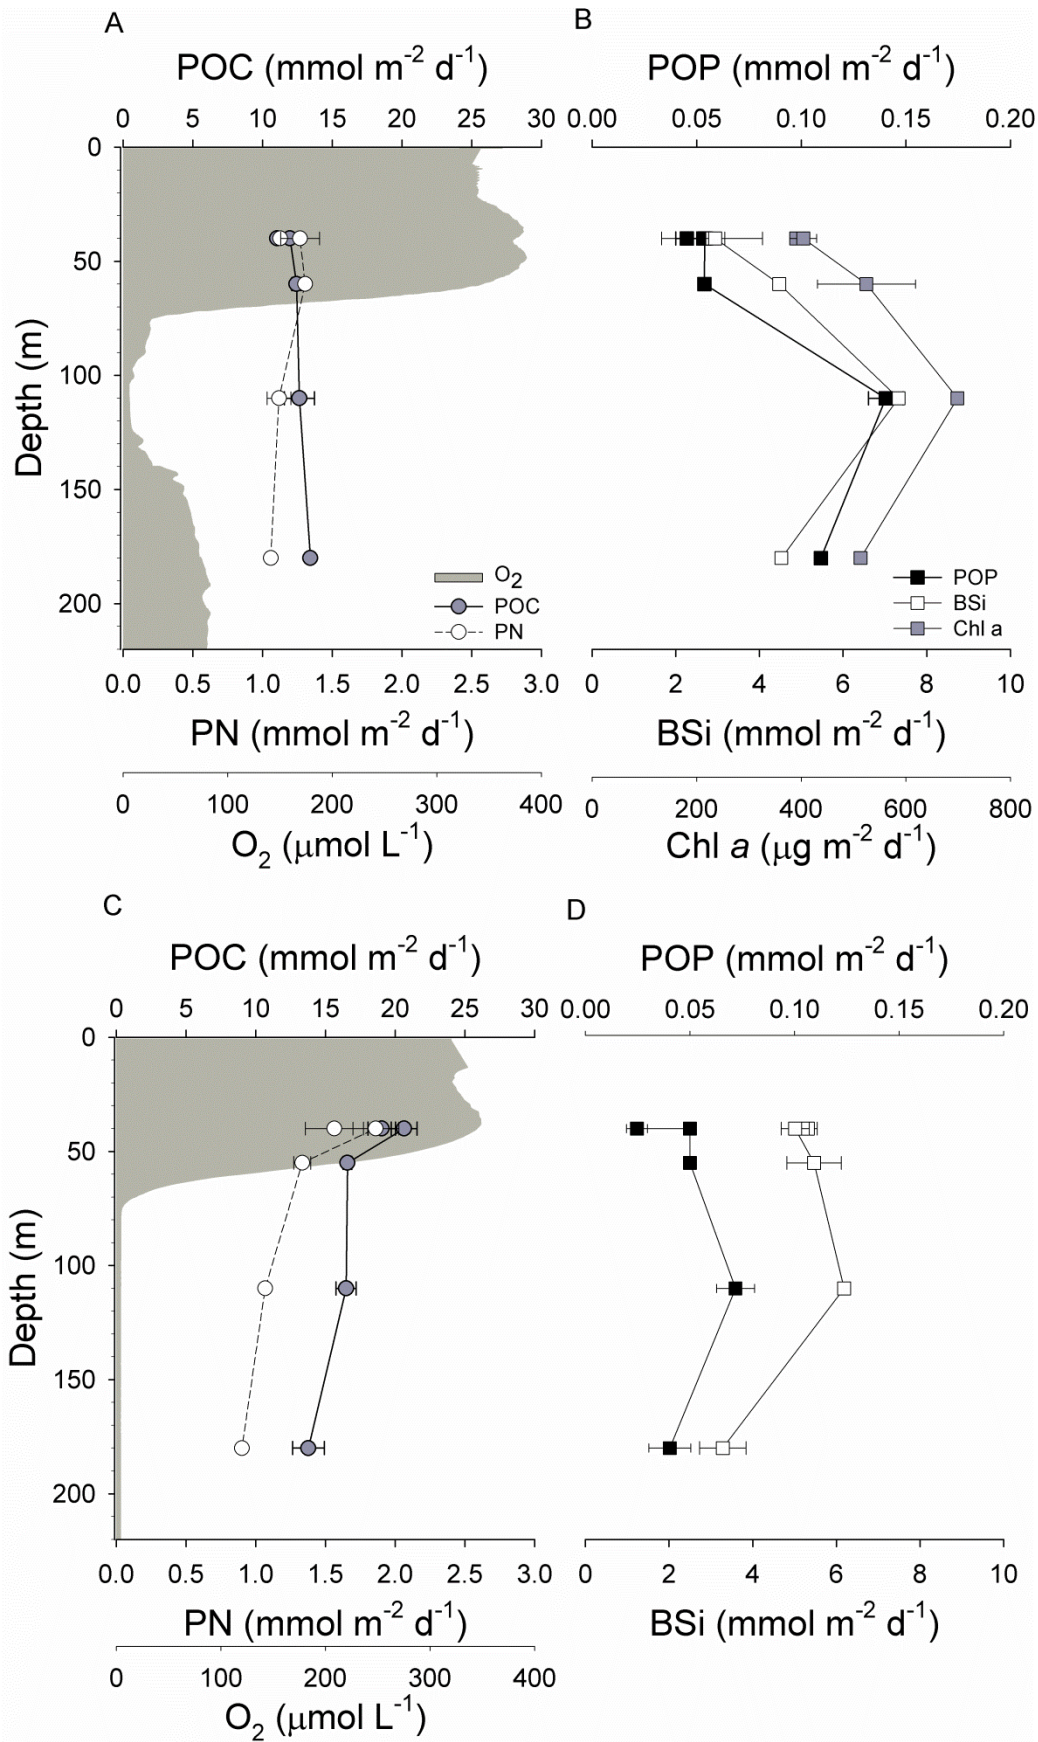 A
B
POC (mmol m⁻² d⁻¹)
POP (mmol m⁻² d⁻¹)
0 5 10 15 20 25 30
0.00 0.05 0.10 0.15 0.20
0
50
100
150
200
Depth (m)
O₂
POC
PN
POP
BSi
Chl a
0.0 0.5 1.0 1.5 2.0 2.5 3.0
0 2 4 6 8 10
PN (mmol m⁻² d⁻¹)
BSi (mmol m⁻² d⁻¹)
0 100 200 300 400
0 200 400 600 800
O₂ (μmol L⁻¹)
Chl a (μg m⁻² d⁻¹)
C
D
POC (mmol m⁻² d⁻¹)
POP (mmol m⁻² d⁻¹)
0 5 10 15 20 25 30
0.00 0.05 0.10 0.15 0.20
0
50
100
150
200
Depth (m)
0.0 0.5 1.0 1.5 2.0 2.5 3.0
0 2 4 6 8 10
PN (mmol m⁻² d⁻¹)
BSi (mmol m⁻² d⁻¹)
0 100 200 300 400
O₂ (μmol L⁻¹)